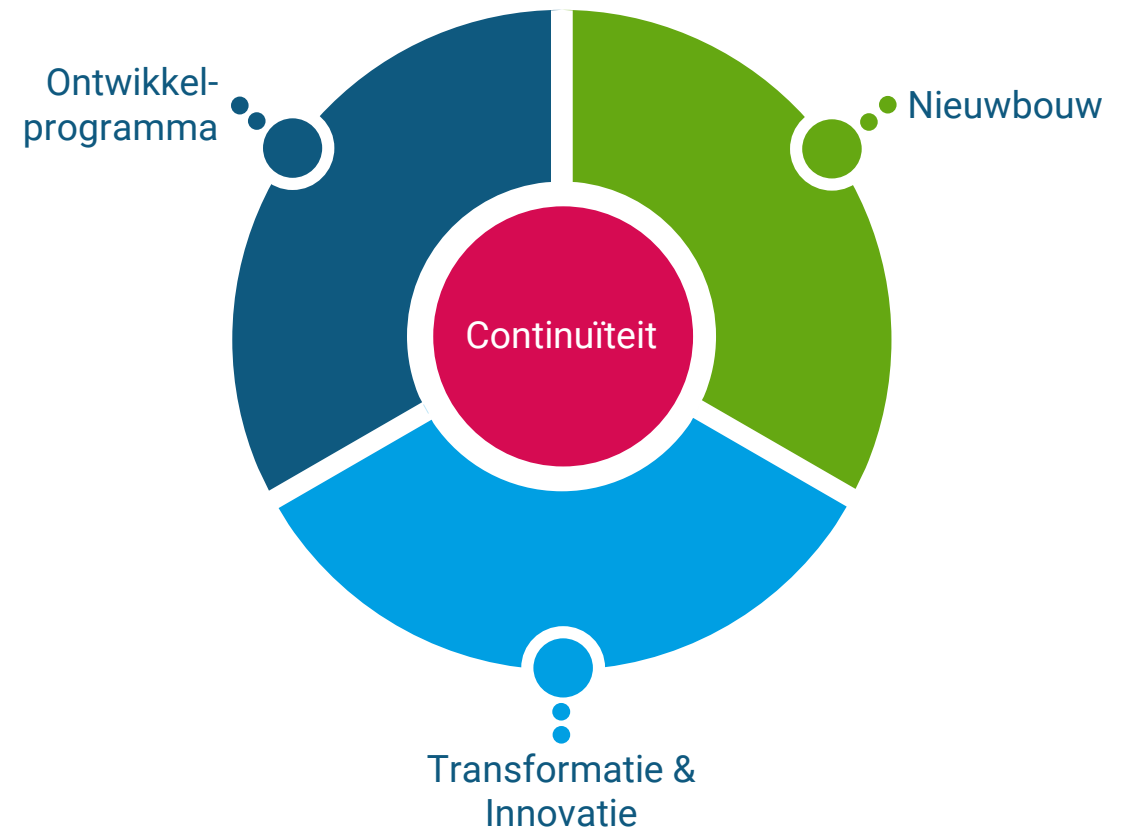 Ontwikkel-
programma
Nieuwbouw
Continuïteit
Transformatie &
Innovatie